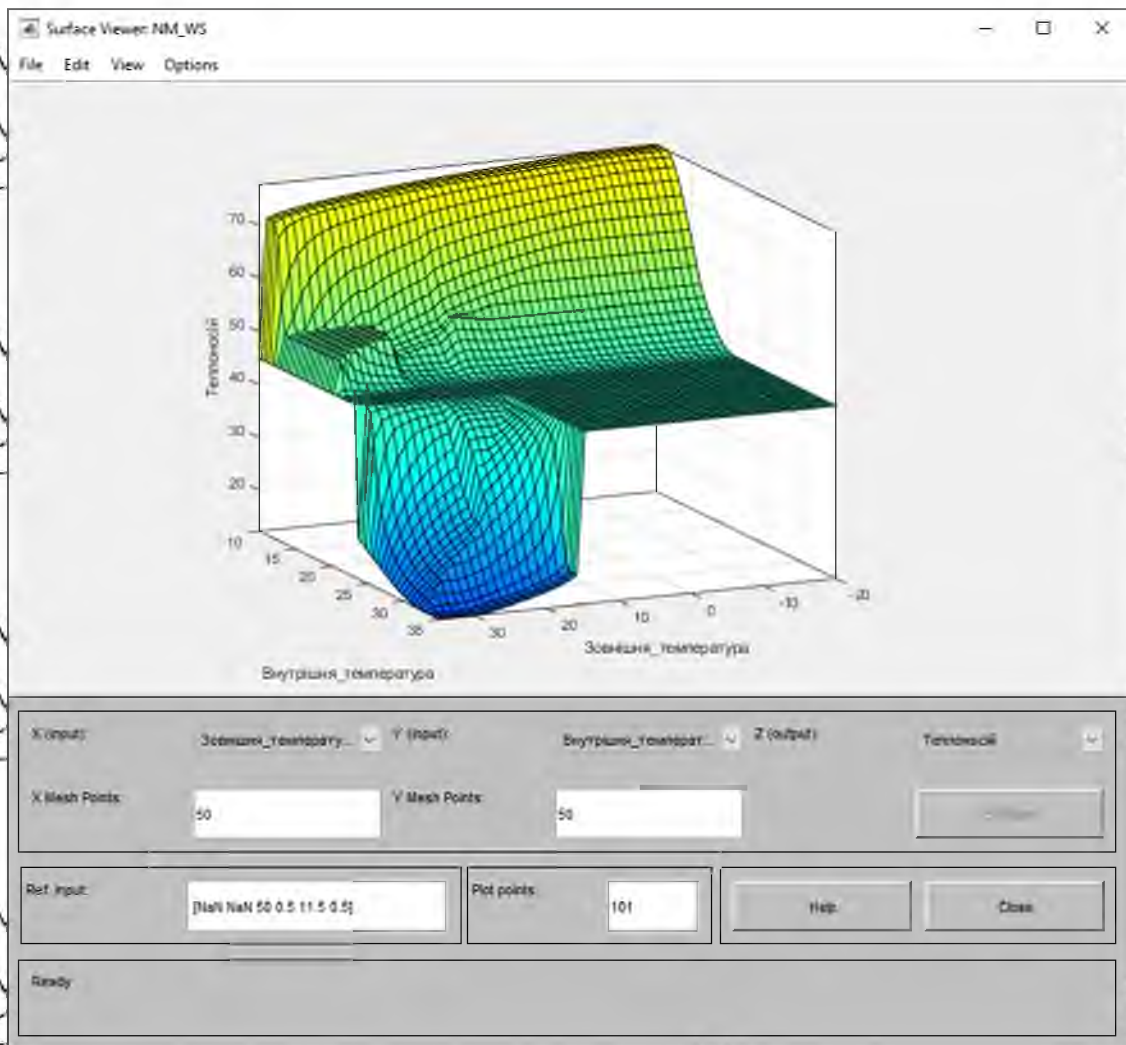 Surface Viewer: NM_WS
File Edit View Options
70
60
50
40
30
20
Теплоносій
10
15
20
25
30
35
30
20
10
0
-10
-20
Зовнішня_температура
Внутрішня_температура
X (input): Зовнішня_температу... Y (input): Внутрішня_температ... Z (output): Теплоносій
X Mesh Points: 50 Y Mesh Points: 50
Ref. Input: [NaN NaN 50 0.5 11.5 0.5] Plot points: 101 Help Close
Ready